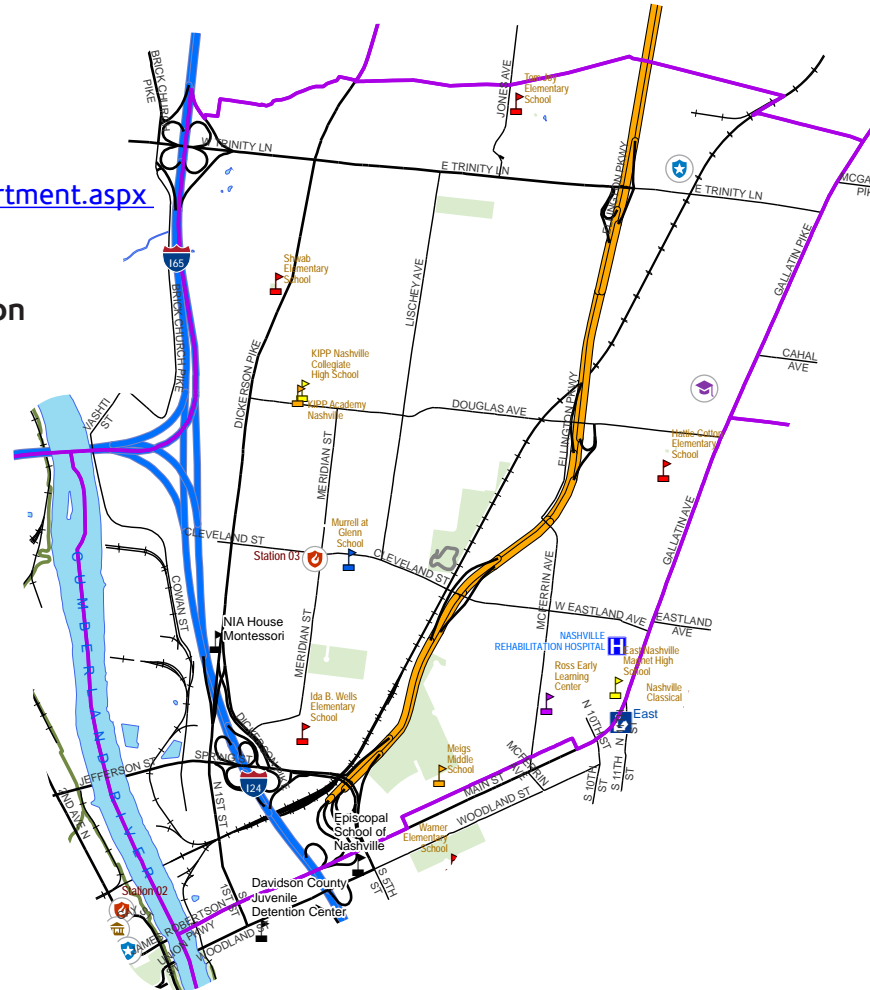 rtment.aspx
on
BRICK CHURCH
PIKE
W TRINITY LN
JONES AVE
Tom Joy
Elementary
School
E TRINITY LN
ELLINGTON PKWY
E TRINITY LN
GALLATIN PIKE
I65
BRICK CHURCH PIKE
Shwab
Elementary
School
LISCHEY AVE
DICKERSON PIKE
CAHAL
AVE
KIPP Nashville
Collegiate
High School
KIPP Academy
Nashville
DOUGLAS AVE
ELLINGTON PKWY
VASHTI
ST
MERIDIAN ST
Hattie Cotton
Elementary
School
GALLATIN AVE
CLEVELAND ST
Station 03
Murrell at
Glenn
School
CLEVELAND ST
MCFERRIN AVE
W EASTLAND AVE
EASTLAND
AVE
CUMBERLAND RIVER
COWAN ST
NIA House
Montessori
MERIDIAN ST
NASHVILLE
REHABILITATION HOSPITAL
H
East Nashville
Magnet High
School
Ross Early
Learning
Center
Nashville
Classical
Ida B. Wells
Elementary
School
DICKERSON PIKE
East
N 10TH ST
S 10TH
ST
S 11TH
ST
SPRING ST
JEFFERSON ST
I24
Meigs
Middle
School
MCFERRIN
AVE
MAIN ST
WOODLAND ST
2ND AVE N
N 1ST ST
Episcopal
School of
Nashville
Warner
Elementary
School
S 5TH
ST
Station 02
Davidson County
Juvenile
Detention Center
S 1ST ST
JAMES ROBERTSON
PKWY
UNION
WOODLAND ST